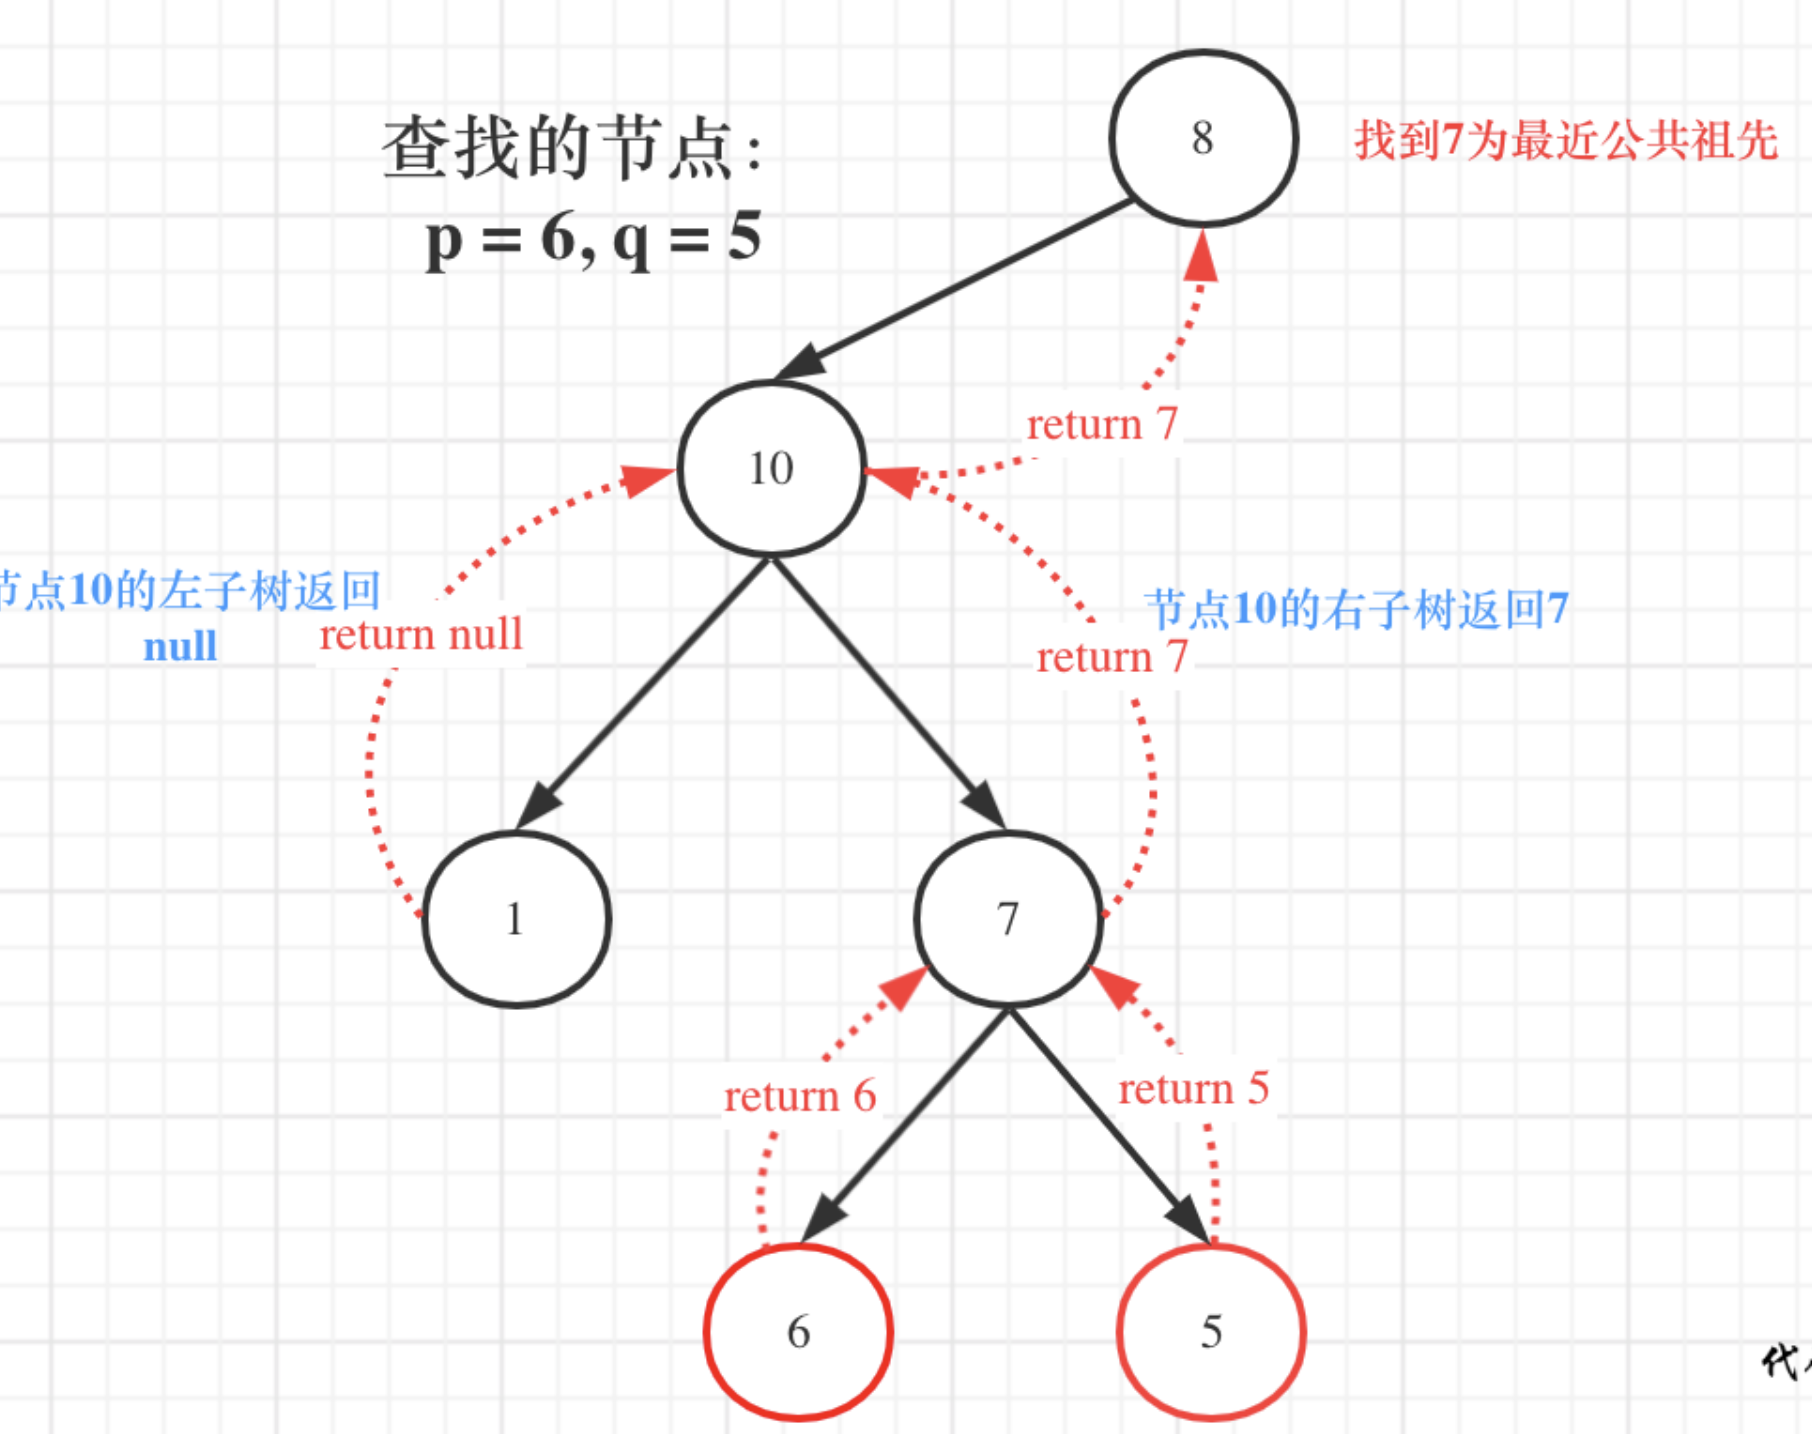 8
找到7为最近公共祖先
查找的节点：
p = 6, q = 5
return 7
10
节点10的左子树返回
null
return null
节点10的右子树返回7
return 7
1
7
return 6
return 5
6
5
代